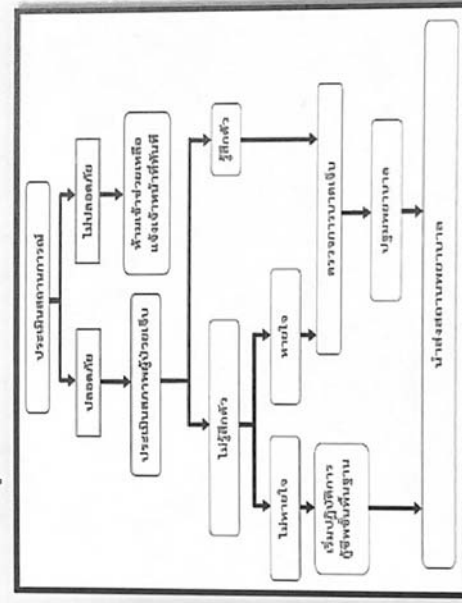 ประเมินสถานการณ์
ปลอดภัย
ไม่ปลอดภัย
ประเมินสภาพผู้ป่วยเจ็บ
ห้ามเข้าช่วยเหลือ
แจ้งเจ้าหน้าที่ทันที
ไม่รู้สึกตัว
รู้สึกตัว
ไม่หายใจ
หายใจ
เริ่มปฏิบัติการ
กู้ชีพขั้นพื้นฐาน
ตรวจการบาดเจ็บ
ปฐมพยาบาล
นำส่งสถานพยาบาล